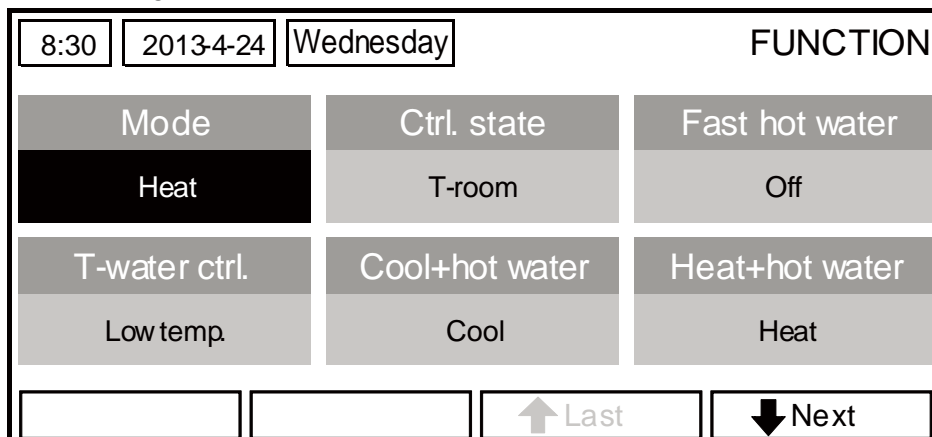 8:30 2013-4-24 Wednesday FUNCTION
Mode Ctrl. state Fast hot water
Heat T-room Off
T-water ctrl. Cool+hot water Heat+hot water
Low temp. Cool Heat
Last Next